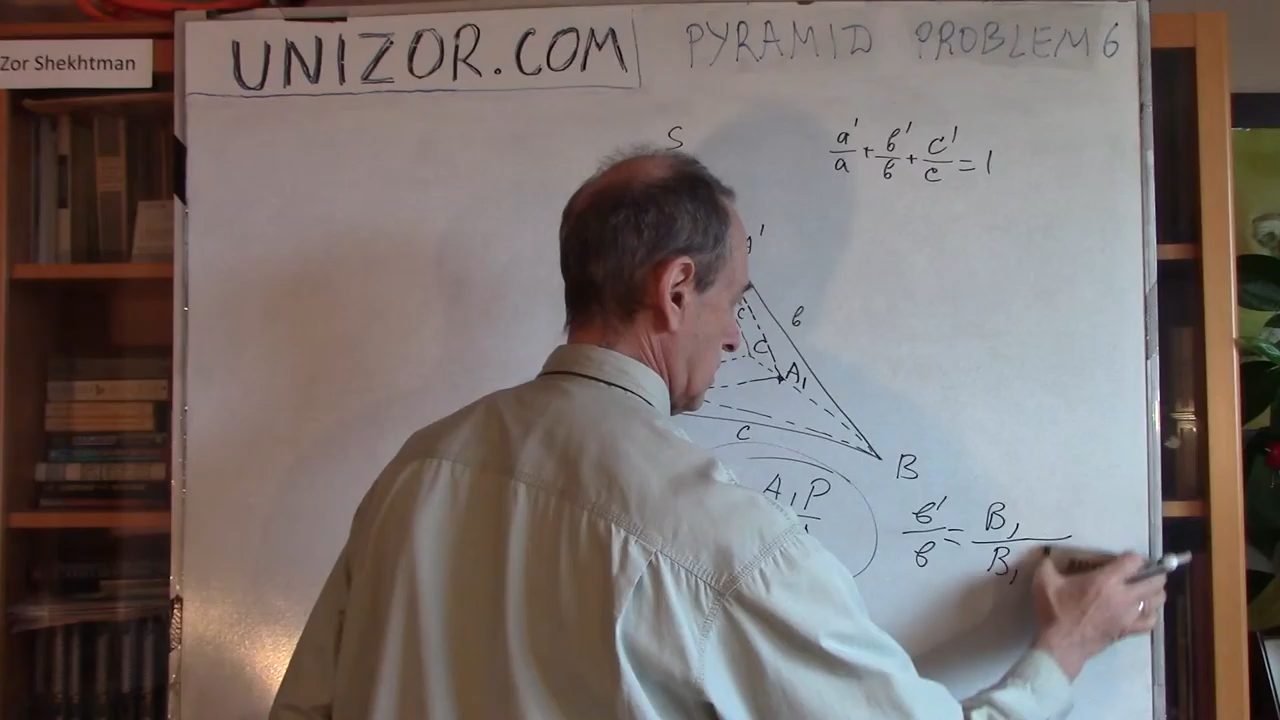 Zor Shekhtman
UNIZOR.COM
PYRAMID PROBLEM 6
S
a'/a + b'/b + c'/c = 1
A'
b
c'
C
A₁
c
B
A₁P
b'/b = B₁/B₁